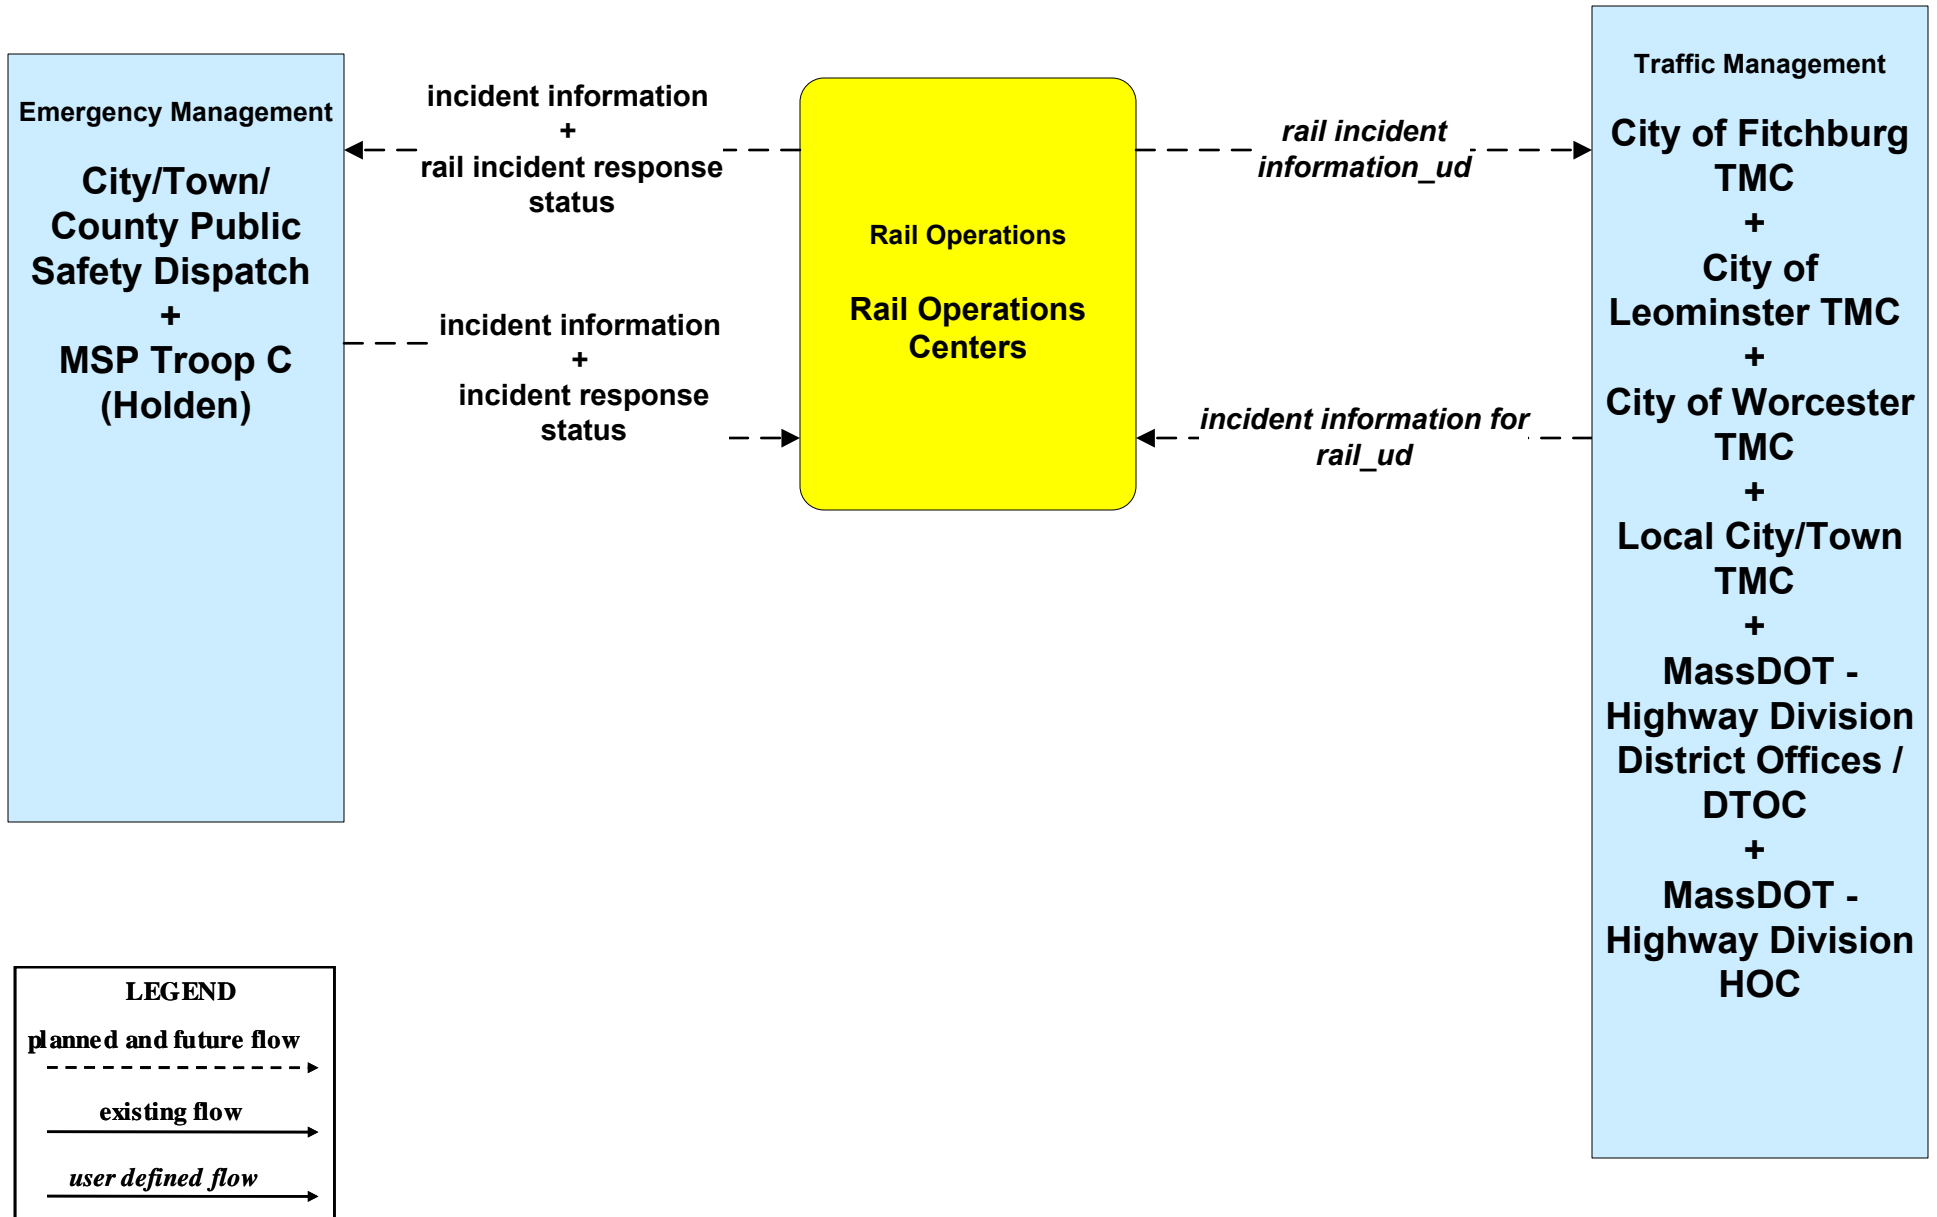 Emergency Management
City/Town/
County Public
Safety Dispatch
+
MSP Troop C
(Holden)
incident information
+
rail incident response
status
incident information
+
incident response
status
Rail Operations
Rail Operations
Centers
rail incident
information_ud
incident information for
rail_ud
Traffic Management
City of Fitchburg
TMC
+
City of
Leominster TMC
+
City of Worcester
TMC
+
Local City/Town
TMC
+
MassDOT -
Highway Division
District Offices /
DTOC
+
MassDOT -
Highway Division
HOC
LEGEND
planned and future flow
existing flow
user defined flow